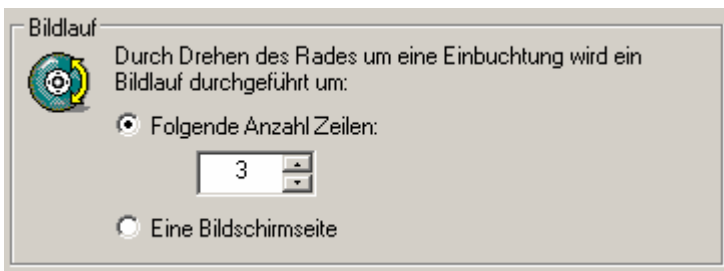 Bildlauf
Durch Drehen des Rades um eine Einbuchtung wird ein
Bildlauf durchgeführt um:
Folgende Anzahl Zeilen:
3
Eine Bildschirmseite